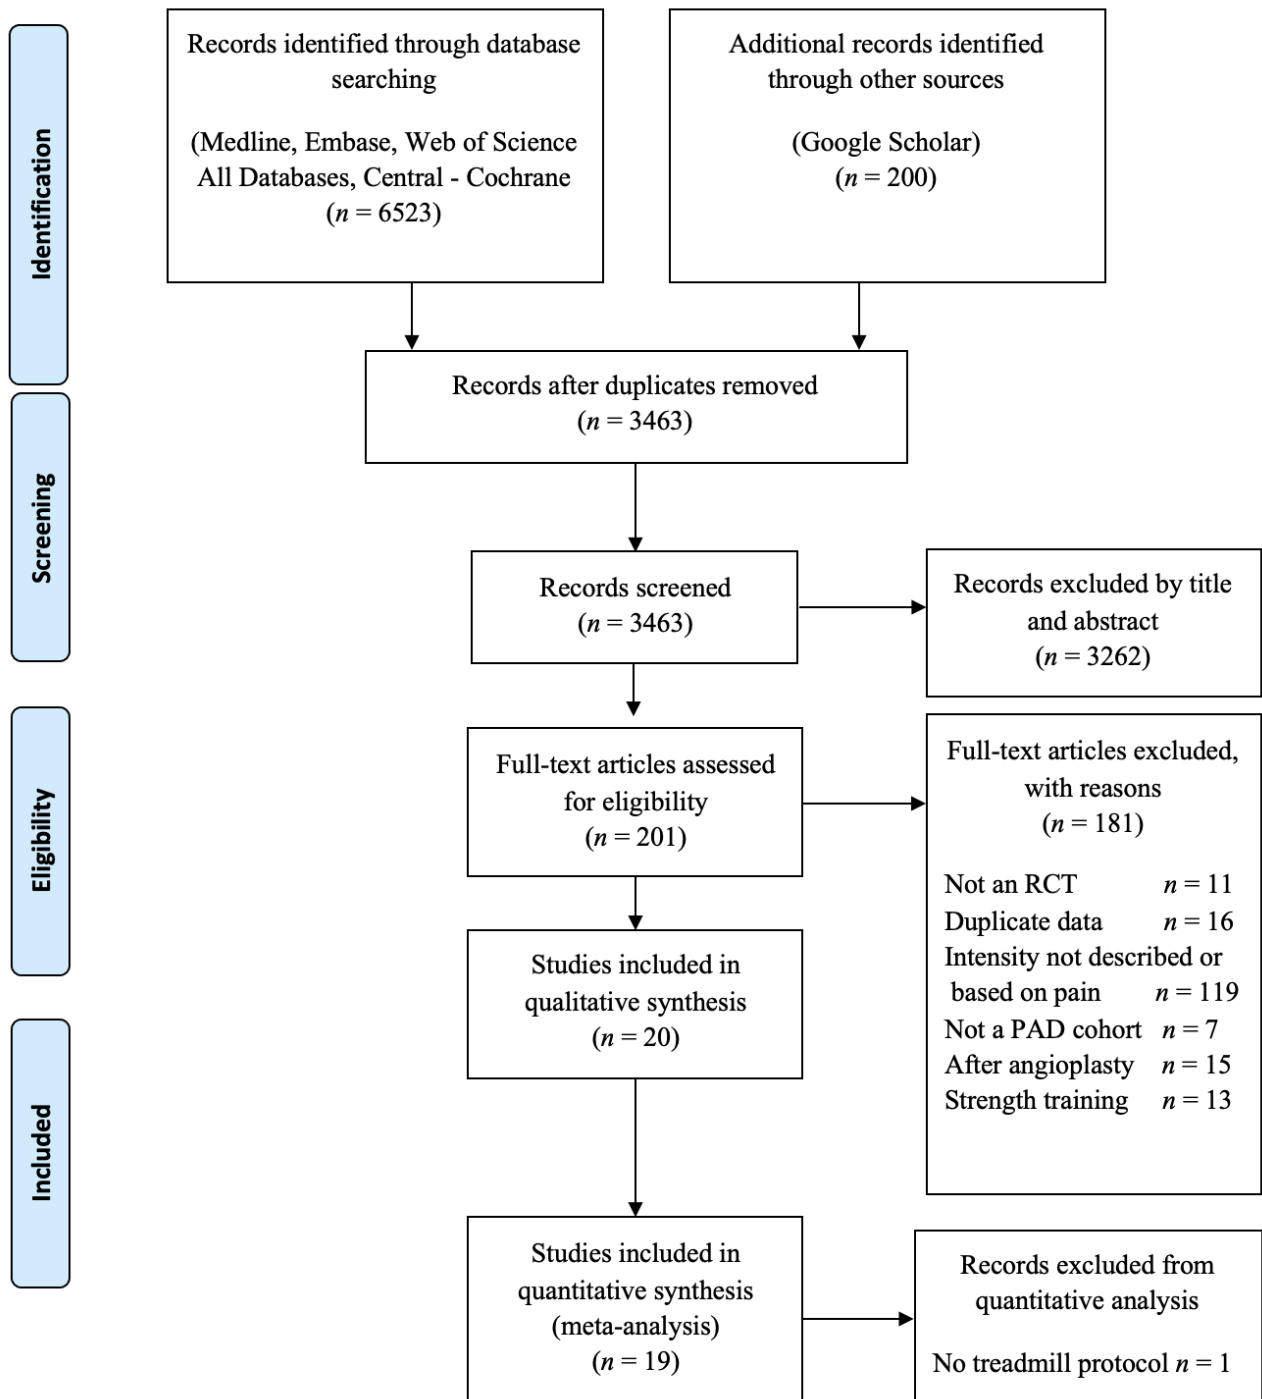 Identification
Records identified through database
searching
(Medline, Embase, Web of Science
All Databases, Central - Cochrane
(n = 6523)
Additional records identified
through other sources
(Google Scholar)
(n = 200)
Records after duplicates removed
(n = 3463)
Screening
Records screened
(n = 3463)
Records excluded by title
and abstract
(n = 3262)
Eligibility
Full-text articles assessed
for eligibility
(n = 201)
Full-text articles excluded,
with reasons
(n = 181)
Not an RCT n = 11
Duplicate data n = 16
Intensity not described or
based on pain n = 119
Not a PAD cohort n = 7
After angioplasty n = 15
Strength training n = 13
Studies included in
qualitative synthesis
(n = 20)
Included
Studies included in
quantitative synthesis
(meta-analysis)
(n = 19)
Records excluded from
quantitative analysis
No treadmill protocol n = 1